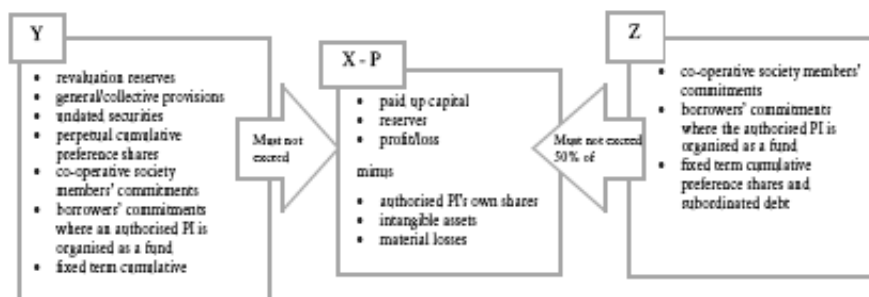 Y
revaluation reserves
general/collective provisions
undated securities
perpetual cumulative
preference shares
co-operative society
members' commitments
borrowers' commitments
where an authorised PI is
organised as a fund
fixed term cumulative
Must not
exceed
X - P
paid up capital
reserves
profit/loss
minus
authorised PI's own shares
intangible assets
material losses
Must not exceed
50% of
Z
co-operative society members'
commitments
borrowers' commitments
where the authorised PI is
organised as a fund
fixed term cumulative
preference shares and
subordinated debt